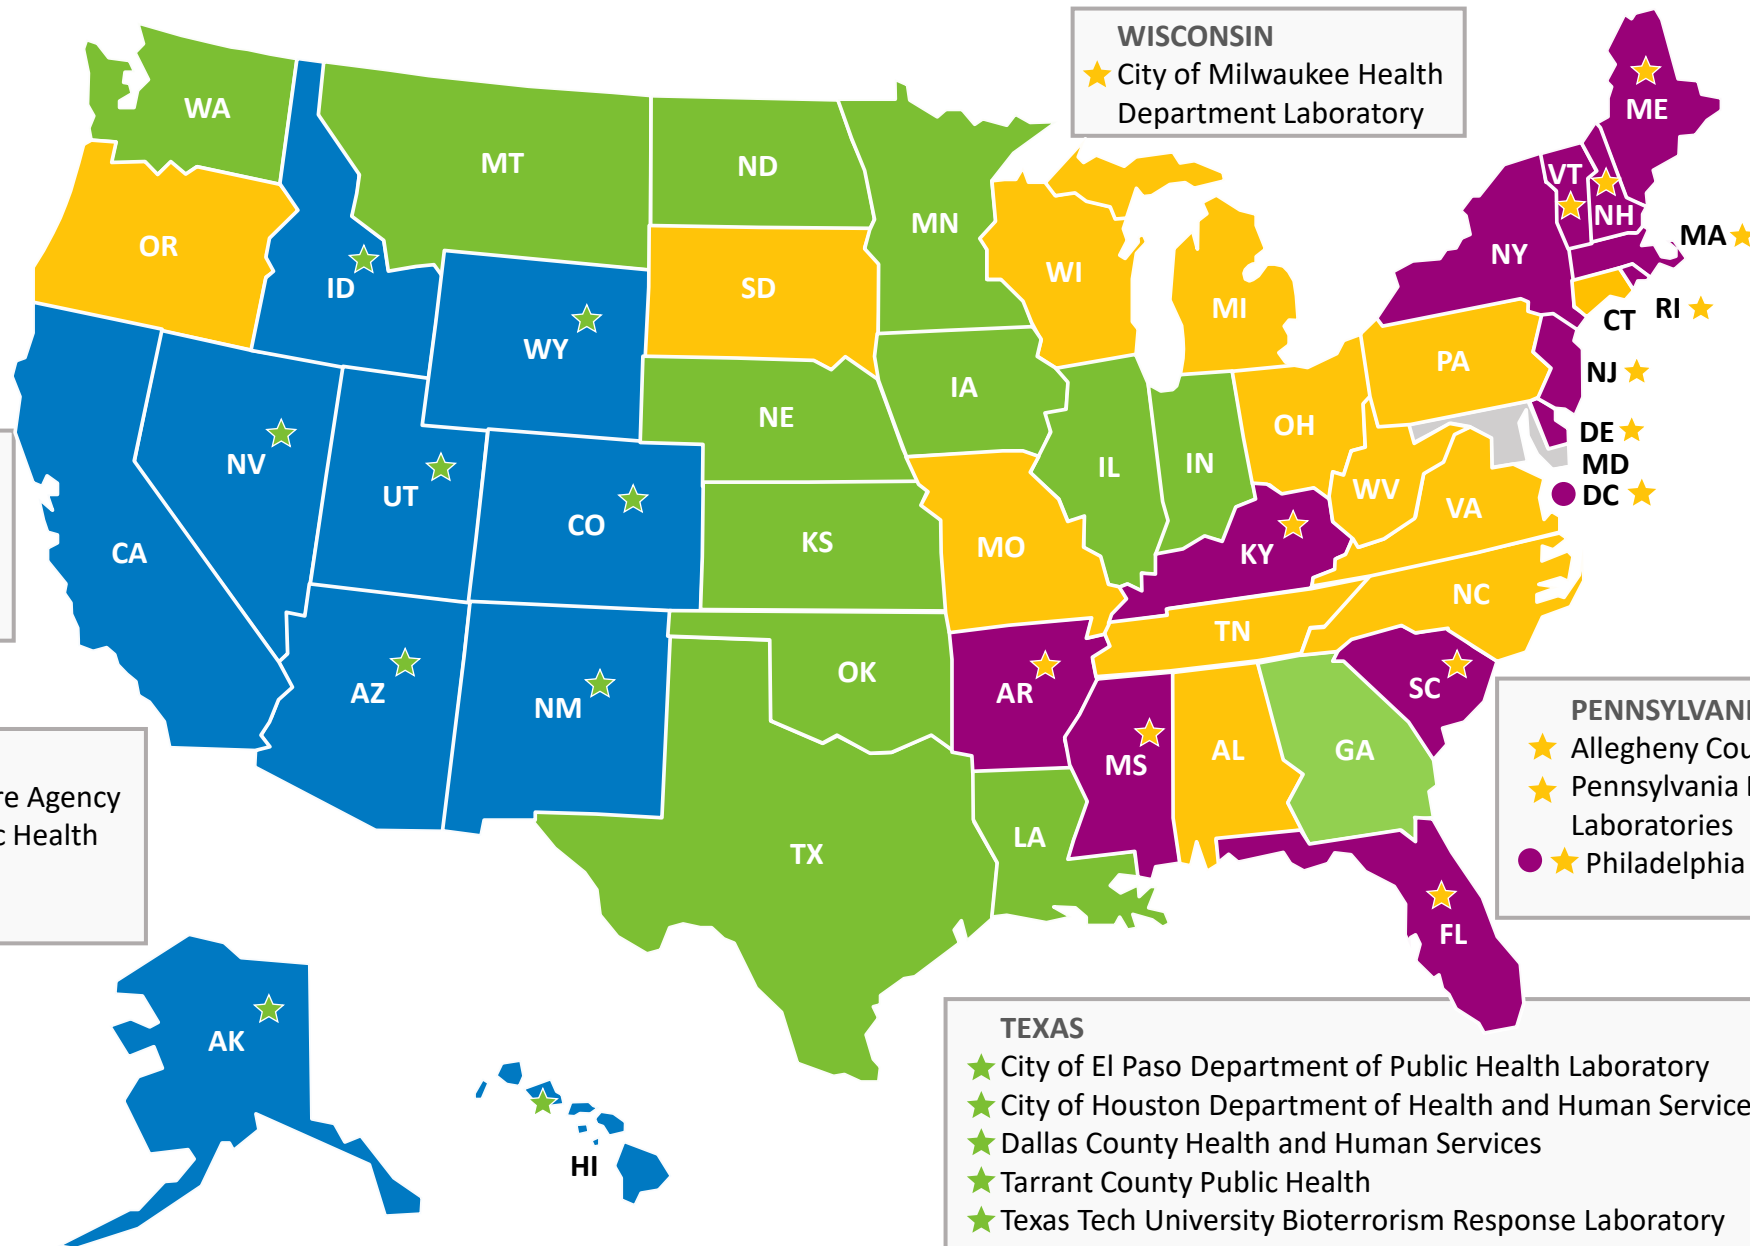 WISCONSIN
City of Milwaukee Health
Department Laboratory
ME
WA
MT
ND
VT
MN
NH
MA
OR
NY
WI
ID
SD
MI
RI
CT
WY
PA
NJ
IA
NE
OH
DE
NV
IL
IN
MD
UT
WV
DC
CO
VA
KS
MO
CA
KY
NC
TN
OK
SC
AZ
AR
NM
PENNSYLVANI
AL
GA
Allegheny Cou
MS
Pennsylvania
re Agency
Laboratories
c Health
LA
TX
Philadelphia
FL
TEXAS
AK
City of El Paso Department of Public Health Laboratory
City of Houston Department of Health and Human Service
Dallas County Health and Human Services
HI
Tarrant County Public Health
Texas Tech University Bioterrorism Response Laboratory